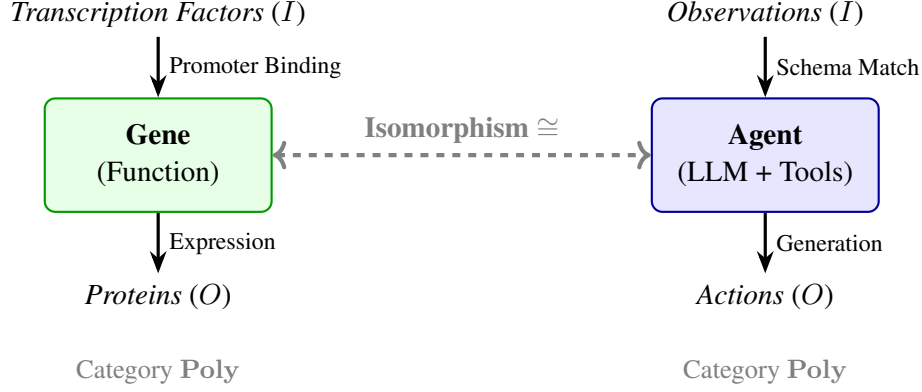 Transcription Factors (I)
Observations (I)
Promoter Binding
Schema Match
Gene
(Function)
Isomorphism ≅
Agent
(LLM + Tools)
Expression
Generation
Proteins (O)
Actions (O)
Category Poly
Category Poly